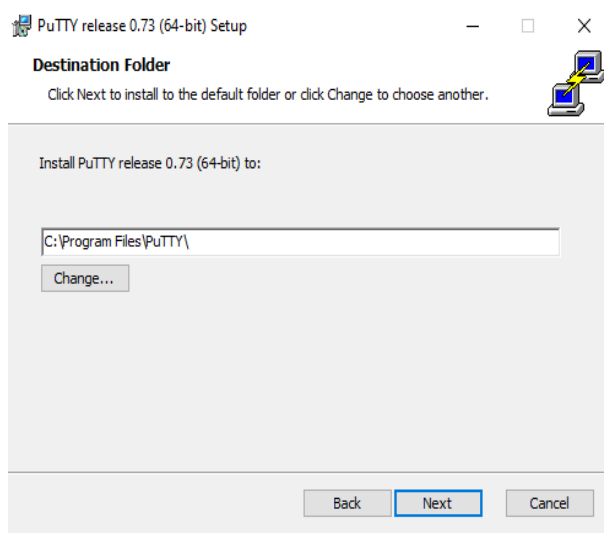 PuTTY release 0.73 (64-bit) Setup
Destination Folder
Click Next to install to the default folder or click Change to choose another.
Install PuTTY release 0.73 (64-bit) to:
C:\Program Files\PuTTY\
Change...
Back Next Cancel